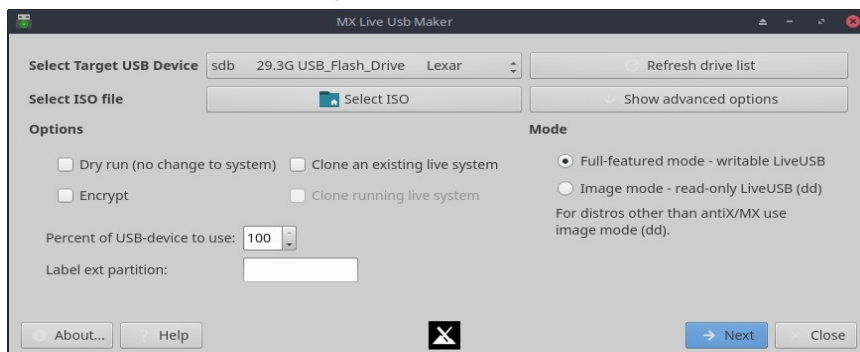 MX Live Usb Maker
Select Target USB Device sdb 29.3G USB_Flash_Drive Lexar Refresh drive list
Select ISO file Select ISO Show advanced options
Options Mode
Dry run (no change to system) Clone an existing live system Full-featured mode - writable LiveUSB
Encrypt Clone running live system Image mode - read-only LiveUSB (dd)
For distros other than antiX/MX use
image mode (dd).
Percent of USB-device to use: 100
Label ext partition:
About... Help Next Close